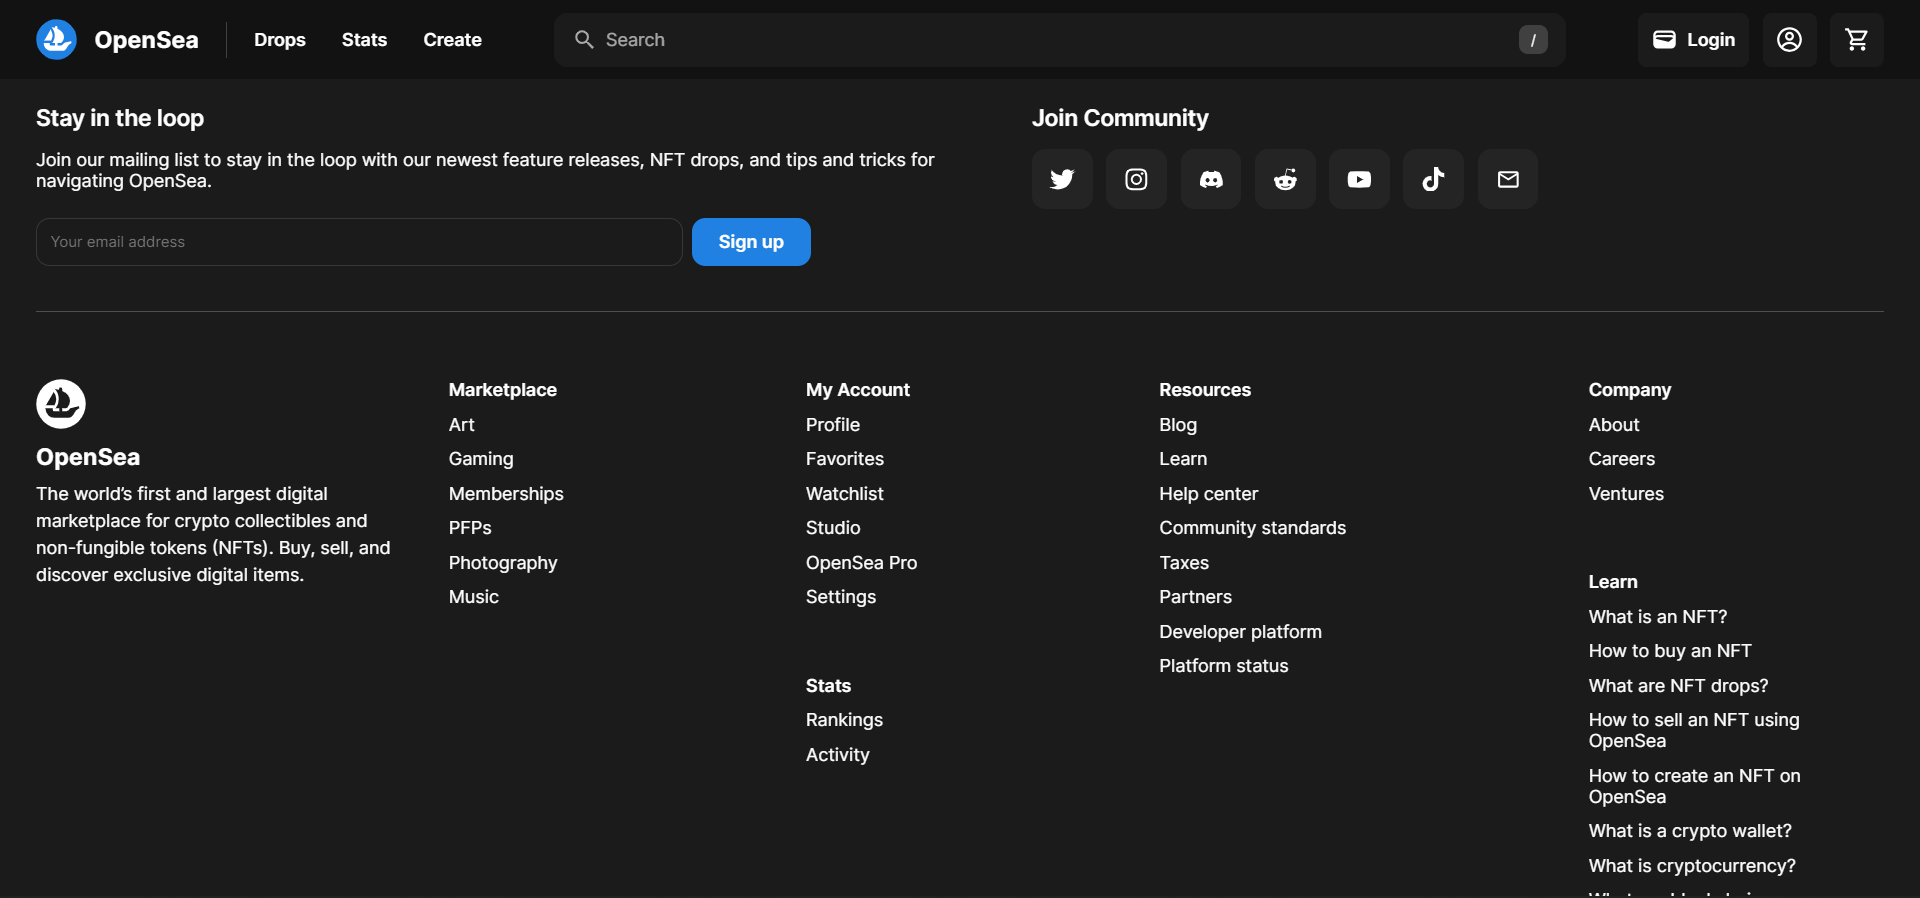 OpenSea
Drops
Stats
Create
Search
/
Login
Stay in the loop
Join our mailing list to stay in the loop with our newest feature releases, NFT drops, and tips and tricks for
navigating OpenSea.
Your email address
Sign up
Join Community
OpenSea
The world’s first and largest digital
marketplace for crypto collectibles and
non-fungible tokens (NFTs). Buy, sell, and
discover exclusive digital items.
Marketplace
Art
Gaming
Memberships
PFPs
Photography
Music
My Account
Profile
Favorites
Watchlist
Studio
OpenSea Pro
Settings
Stats
Rankings
Activity
Resources
Blog
Learn
Help center
Community standards
Taxes
Partners
Developer platform
Platform status
Company
About
Careers
Ventures
Learn
What is an NFT?
How to buy an NFT
What are NFT drops?
How to sell an NFT using
OpenSea
How to create an NFT on
OpenSea
What is a crypto wallet?
What is cryptocurrency?